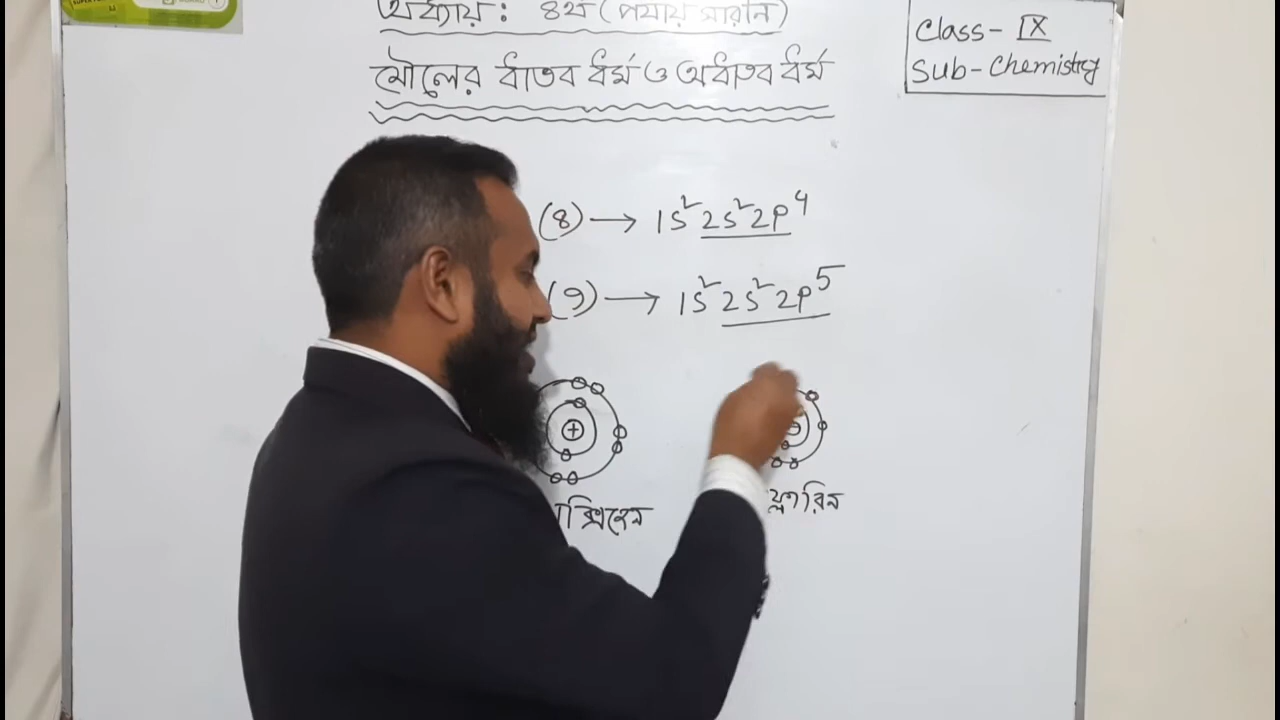 অধ্যায়: ৪র্থ (পর্যায় সারনি)
Class - IX
Sub - Chemistry
মৌলের ধাতব ধর্ম ও অধাতব ধর্ম
(8) → 1s² 2s² 2p⁴
(9) → 1s² 2s² 2p⁵
+
ফ্লোরিন